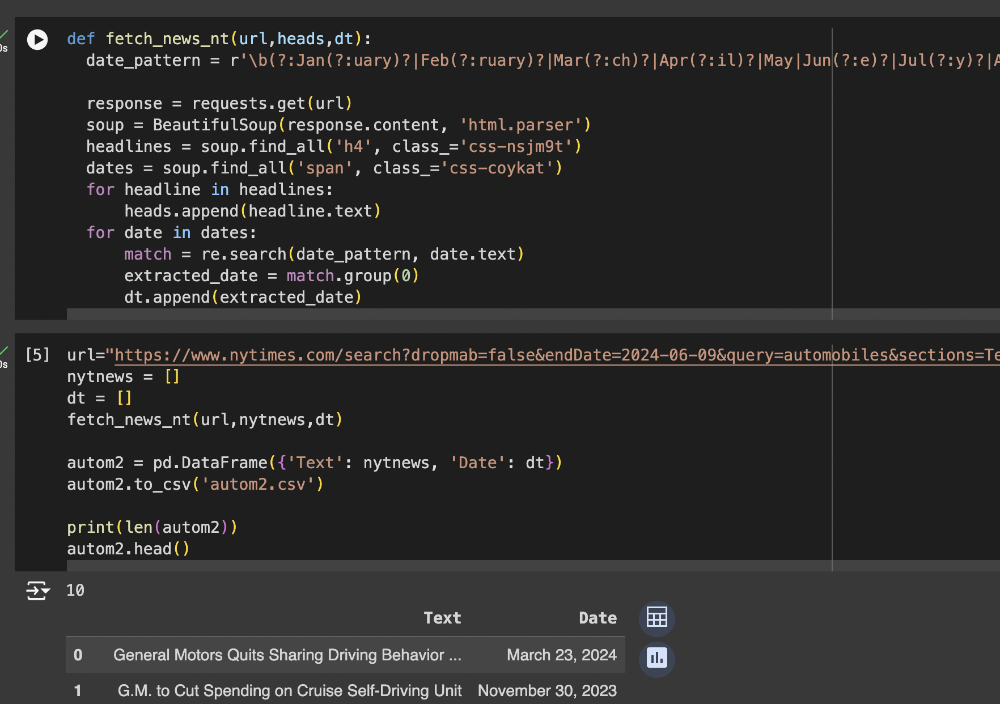 def fetch_news_nt(url,heads,dt):
date_pattern = r'\b(?:Jan(?:uary)?|Feb(?:ruary)?|Mar(?:ch)?|Apr(?:il)?|May|Jun(?:e)?|Jul(?:y)?|A
0s
response = requests.get(url)
soup = BeautifulSoup(response.content, 'html.parser')
headlines = soup.find_all('h4', class_='css-nsjm9t')
dates = soup.find_all('span', class_='css-coykat')
for headline in headlines:
heads.append(headline.text)
for date in dates:
match = re.search(date_pattern, date.text)
extracted_date = match.group(0)
dt.append(extracted_date)
[5] url="https://www.nytimes.com/search?dropmab=false&endDate=2024-06-09&query=automobiles&sections=Te
0s
nytnews = []
dt = []
fetch_news_nt(url,nytnews,dt)
autom2 = pd.DataFrame({'Text': nytnews, 'Date': dt})
autom2.to_csv('autom2.csv')
print(len(autom2))
autom2.head()
10
Text Date
0 General Motors Quits Sharing Driving Behavior ... March 23, 2024
1 G.M. to Cut Spending on Cruise Self-Driving Unit November 30, 2023